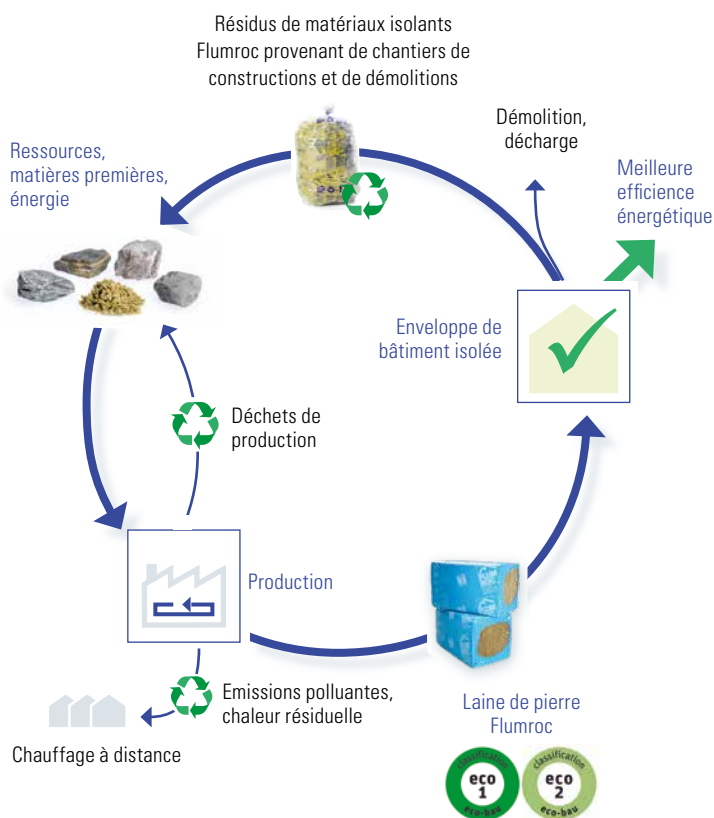 Résidus de matériaux isolants
Flumroc provenant de chantiers de
constructions et de démolitions
Démolition,
décharge
Ressources,
matières premières,
énergie
Meilleure
efficience
énergétique
Enveloppe de
bâtiment isolée
Déchets de
production
Production
Emissions polluantes,
chaleur résiduelle
Chauffage à distance
Laine de pierre
Flumroc
classification
eco
1
eco-bau
classification
eco
2
eco-bau